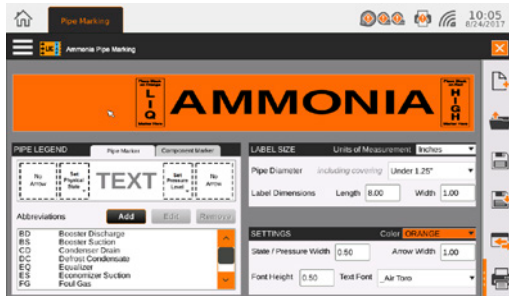 Pipe Marking
10:05
8/24/2017
Ammonia Pipe Marking
LIQ AMMONIA HIGH
PIPE LEGEND Pipe Marker Component Marker
No Arrow Set Physical State TEXT Set Pressure Level No Arrow
Abbreviations Add Edit Remove
BD Booster Discharge
BS Booster Suction
CD Condenser Drain
DC Defrost Condensate
EQ Equalizer
ES Economizer Suction
FG Foul Gas
LABEL SIZE Units of Measurement Inches
Pipe Diameter including covering Under 1.25"
Label Dimensions Length 8.00 Width 1.00
SETTINGS Color ORANGE
State / Pressure Width 0.50 Arrow Width 1.00
Font Height 0.50 Text Font _Air Toro